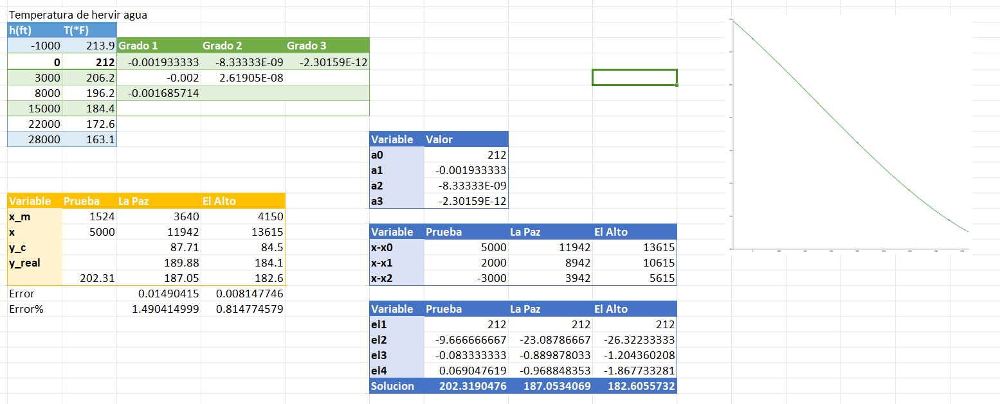 Temperatura de hervir agua
h(ft) T(*F)
-1000 213.9 Grado 1 Grado 2 Grado 3
0 212 -0.001933333 -8.33333E-09 -2.30159E-12
3000 206.2 -0.002 2.61905E-08
8000 196.2 -0.001685714
15000 184.4
22000 172.6
28000 163.1
Variable Valor
a0 212
a1 -0.001933333
a2 -8.33333E-09
a3 -2.30159E-12
Variable Prueba La Paz El Alto
x_m 1524 3640 4150
x 5000 11942 13615
y_c 87.71 84.5
y_real 189.88 184.1
202.31 187.05 182.6
Error 0.01490415 0.008147746
Error% 1.490414999 0.814774579
Variable Prueba La Paz El Alto
x-x0 5000 11942 13615
x-x1 2000 8942 10615
x-x2 -3000 3942 5615
Variable Prueba La Paz El Alto
el1 212 212 212
el2 -9.666666667 -23.08786667 -26.32233333
el3 -0.083333333 -0.889878033 -1.204360208
el4 0.069047619 -0.968848353 -1.867733281
Solucion 202.3190476 187.0534069 182.6055732